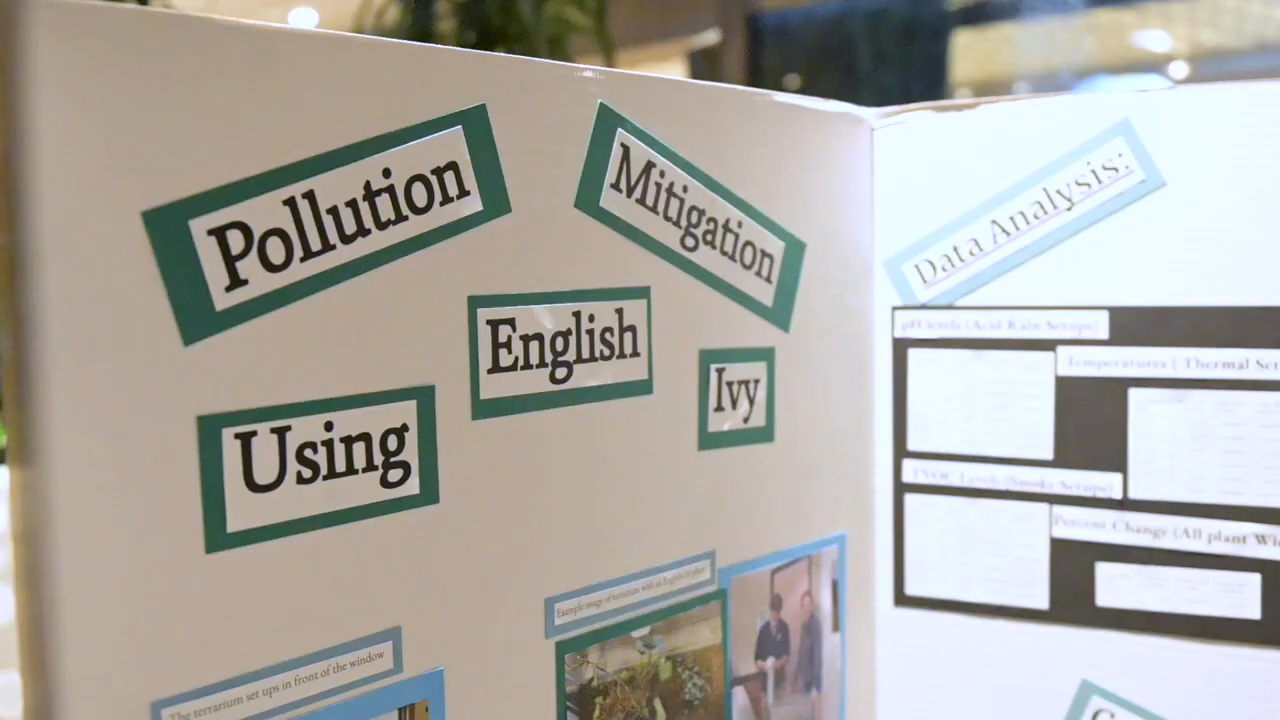 Pollution
Mitigation
Using
English
Ivy
Example image of terrarium with an English ivy plant
The terrarium set ups in front of the window
Data Analysis:
pH levels (Acid Rain Setups)
Temperatures ( Thermal Set
TVOC Levels (Smoke Setups)
Percent Change (All plant Wi